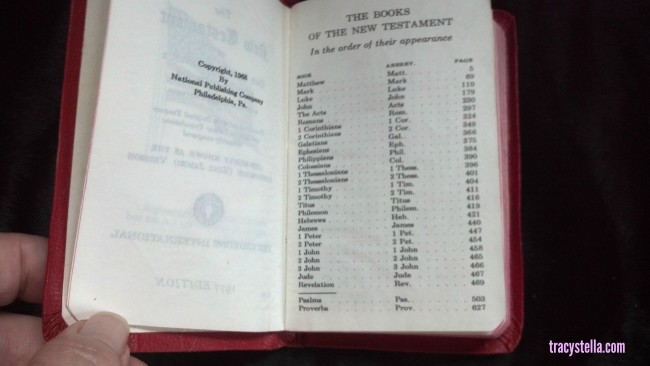 Copyright, 1968
By
National Publishing Company
Philadelphia, Pa.
THE BOOKS
OF THE NEW TESTAMENT
In the order of their appearance
BOOK ABBREV. PAGE
Matthew Matt. 5
Mark Mark 69
Luke Luke 110
John John 179
The Acts Acts 230
Romans Rom. 297
1 Corinthians 1 Cor. 324
2 Corinthians 2 Cor. 349
Galatians Gal. 366
Ephesians Eph. 375
Philippians Phil. 384
Colossians Col. 390
1 Thessalonians 1 Thess. 396
2 Thessalonians 2 Thess. 401
1 Timothy 1 Tim. 404
2 Timothy 2 Tim. 411
Titus Titus 416
Philemon Philem. 419
Hebrews Heb. 421
James James 440
1 Peter 1 Pet. 447
2 Peter 2 Pet. 454
1 John 1 John 458
2 John 2 John 465
3 John 3 John 466
Jude Jude 467
Revelation Rev. 469
Psalms Psa. 503
Proverbs Prov. 627
tracystella.com